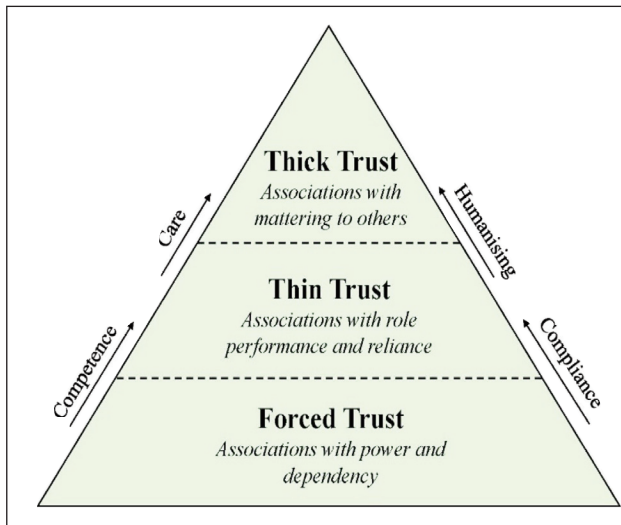 Thick Trust
Associations with
mattering to others
Care
Humanising
Thin Trust
Associations with role
performance and reliance
Competence
Compliance
Forced Trust
Associations with power and
dependency